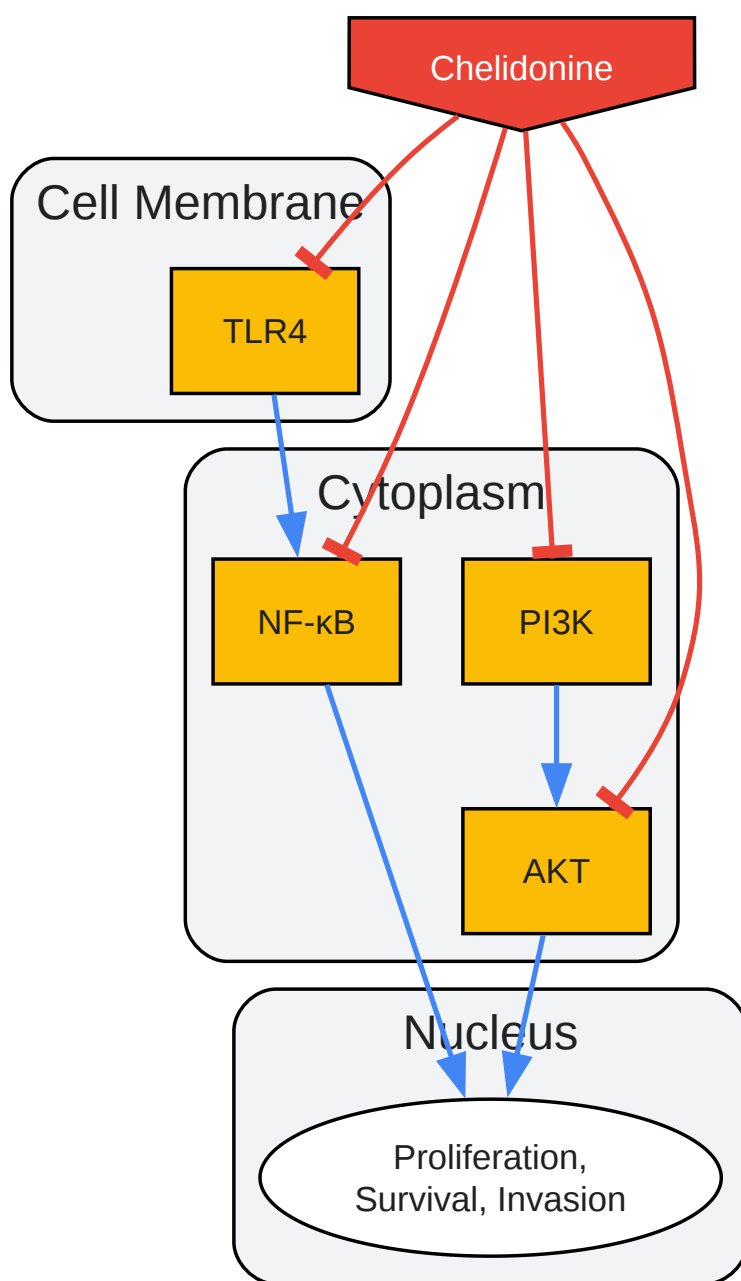 Chelidonine
Cell Membrane
TLR4
Cytoplasm
NF-κB
PI3K
AKT
Nucleus
Proliferation,
Survival, Invasion